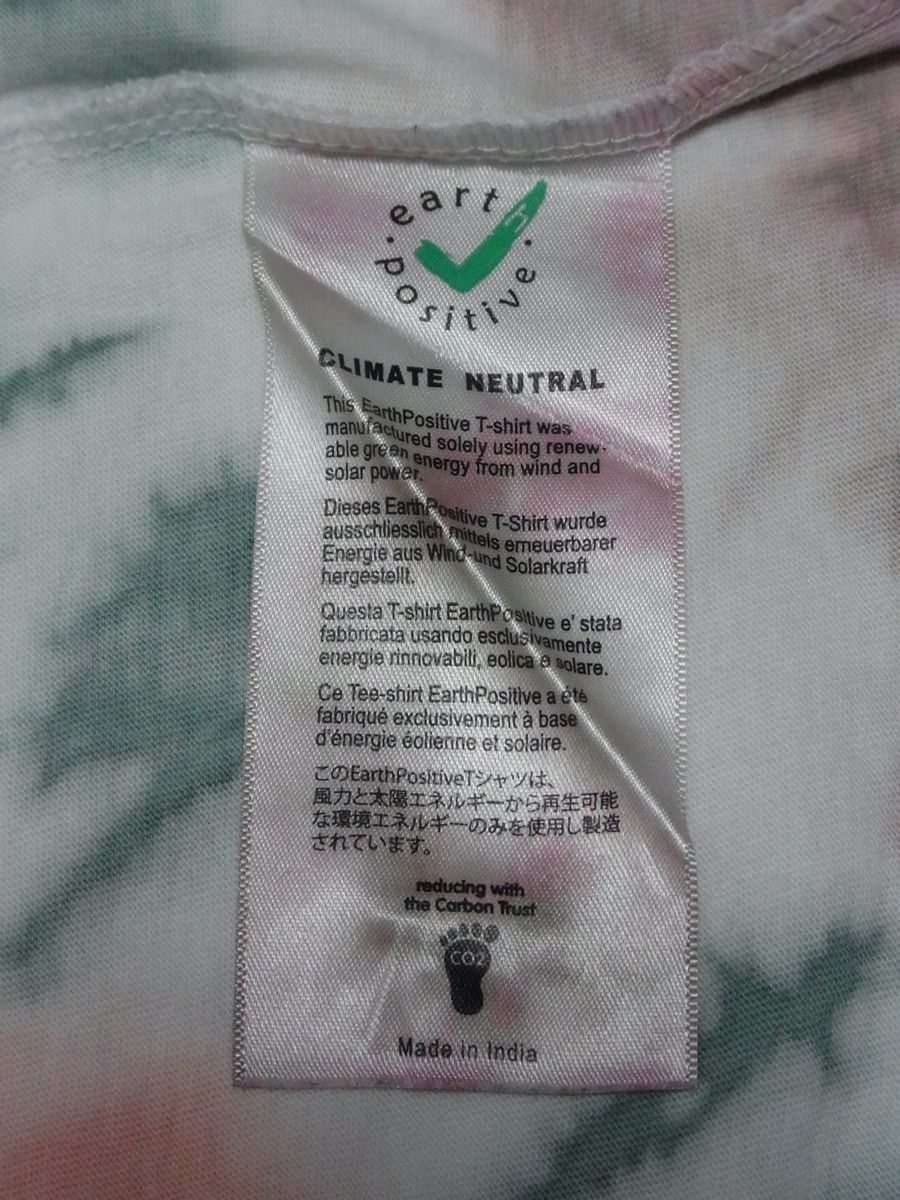 earth
positive
CLIMATE NEUTRAL
This EarthPositive T-shirt was
manufactured solely using renew-
able green energy from wind and
solar power.
Dieses EarthPositive T-Shirt wurde
ausschliesslich mittels erneuerbarer
Energie aus Wind-und Solarkraft
hergestellt.
Questa T-shirt EarthPositive e' stata
fabbricata usando esclusivamente
energie rinnovabili, eolica e solare.
Ce Tee-shirt EarthPositive a été
fabriqué exclusivement à base
d'énergie éolienne et solaire.
このEarthPositiveTシャツは、
風力と太陽エネルギーから再生可能
な環境エネルギーのみを使用し製造
されています。
reducing with
the Carbon Trust
CO2
Made in India